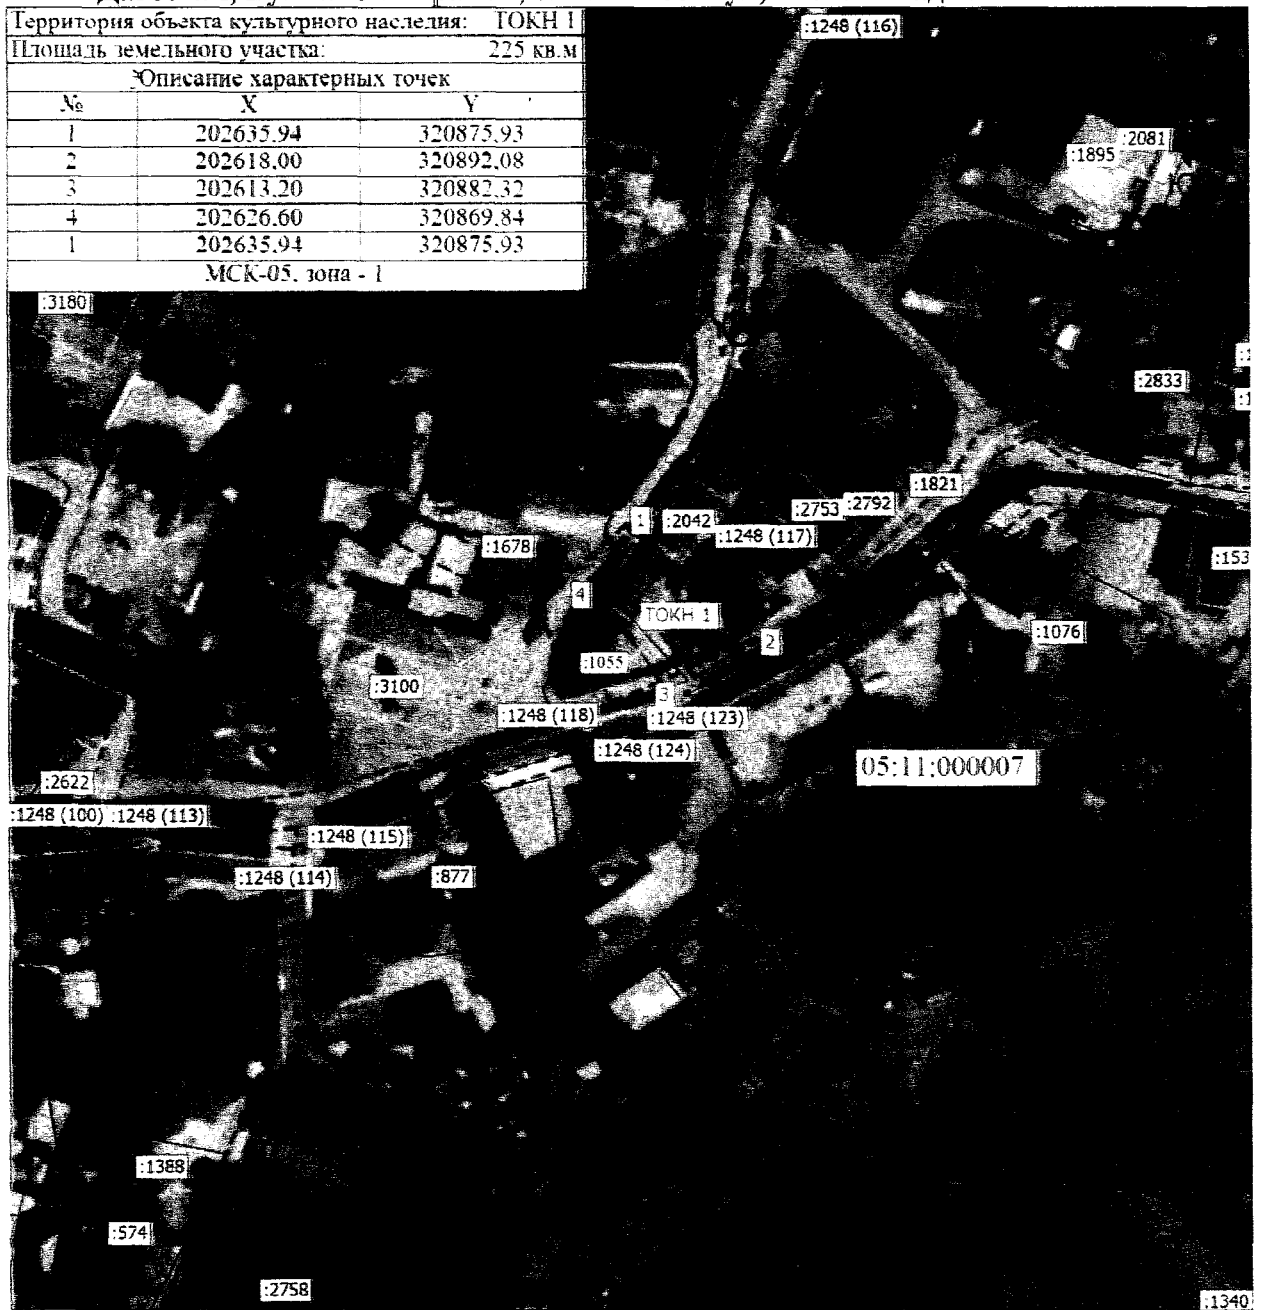 Территория объекта культурного наследия: ТОКН 1
Площадь земельного участка: 225 кв.м
Описание характерных точек
№ X Y
1 202635.94 320875.93
2 202618.00 320892.08
3 202613.20 320882.32
4 202626.60 320869.84
1 202635.94 320875.93
МСК-05, зона - 1
:1248 (116)
:2081
:1895
:3180
:2833
:1821
:2753 :2792
1 :2042
:1248 (117)
:1678
:153
4
ТОКН 1
:1076
2
:1055
:3100
3
:1248 (118) :1248 (123)
:1248 (124)
05:11:000007
:2622
:1248 (100) :1248 (113)
:1248 (115)
:1248 (114) :877
:1388
:574
:2758
:1340